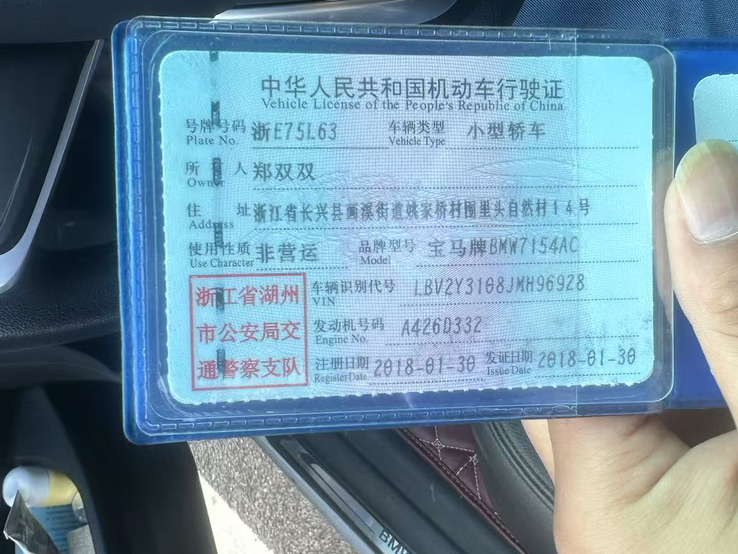 中华人民共和国机动车行驶证
Vehicle License of the People's Republic of China
号牌号码 浙E75L63 车辆类型 小型轿车
Plate No. Vehicle Type
所 人 郑双双
Owner
住 址 浙江省长兴县画溪街道姚家桥村圈里头自然村14号
Address
使用性质 非营运 品牌型号 宝马牌BMW7154AC
Use Character Model
浙江省湖州 车辆识别代号 LBV2Y3108JMH96928
VIN
市公安局交 发动机号码 A426D332
Engine No.
通警察支队 注册日期 2018-01-30 发证日期 2018-01-30
Register Date Issue Date
BM